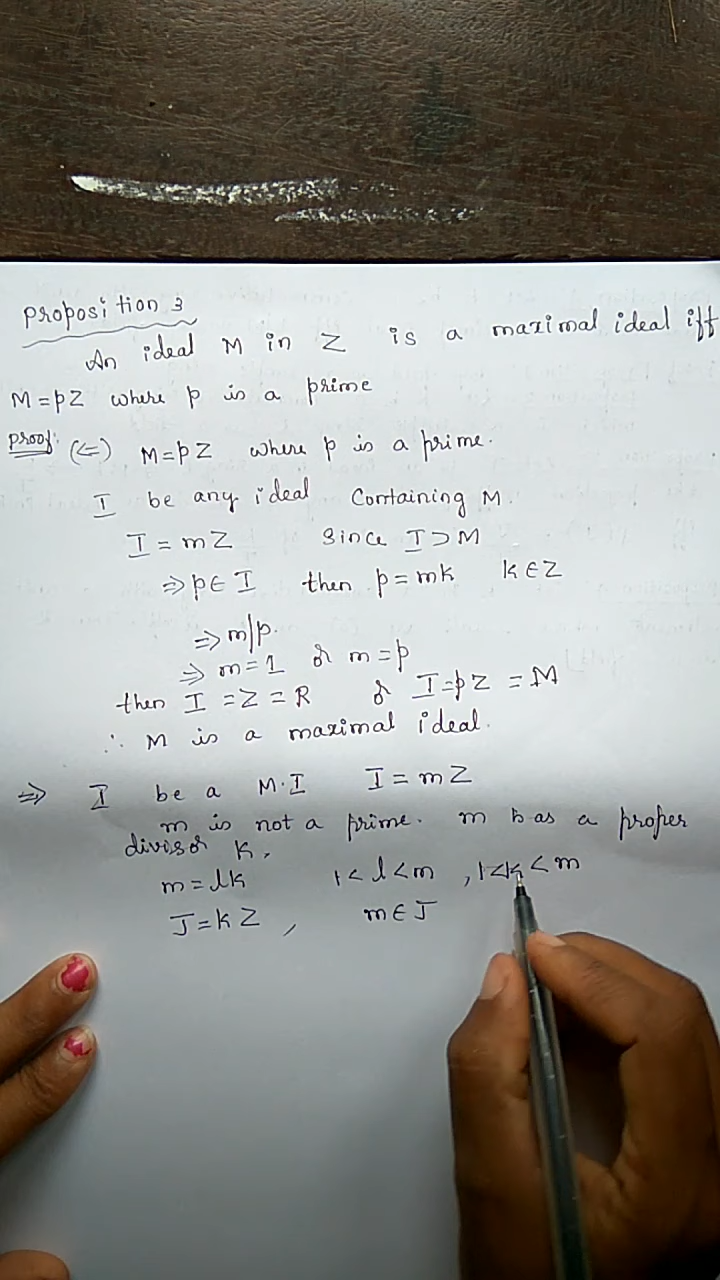 Proposition 3
An ideal M in Z is a maximal ideal iff
M = pZ where p is a prime
Proof: (⇐) M = pZ where p is a prime.
I be any ideal Containing M.
I = mZ Since I ⊃ M
⇒ p ∈ I then p = mk k ∈ Z
⇒ m/p.
⇒ m = 1 or m = p
then I = Z = R or I = pZ = M
∴ M is a maximal ideal.
⇒ I be a M.I I = mZ
m is not a prime. m has a proper
divisor k.
m = lk 1 < l < m , 1 < k < m
J = kZ , m ∈ J